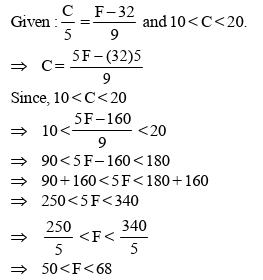 Given : C/5 = F−32/9 and 10 < C < 20.
⇒ C = 5F−(32)5/9
Since, 10 < C < 20
⇒ 10 < 5F−160/9 < 20
⇒ 90 < 5F−160 < 180
⇒ 90+160 < 5F < 180+160
⇒ 250 < 5F < 340
⇒ 250/5 < F < 340/5
⇒ 50 < F < 68